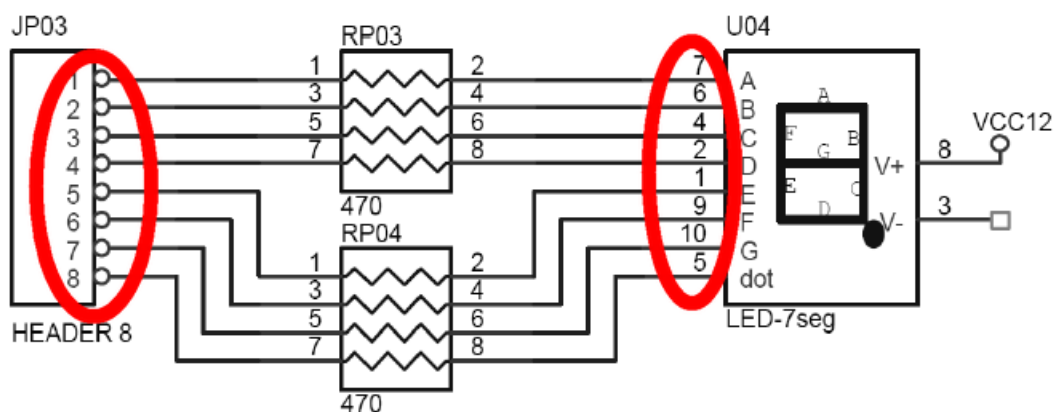 JP03
1
2
3
4
5
6
7
8
HEADER 8
RP03
1 2
3 4
5 6
7 8
470
RP04
1 2
3 4
5 6
7 8
470
U04
7 A
6 B
4 C
2 D
1 E
9 F
10 G
5 dot
A
F B
G
E C
D
V+ 8
V- 3
VCC12
LED-7seg